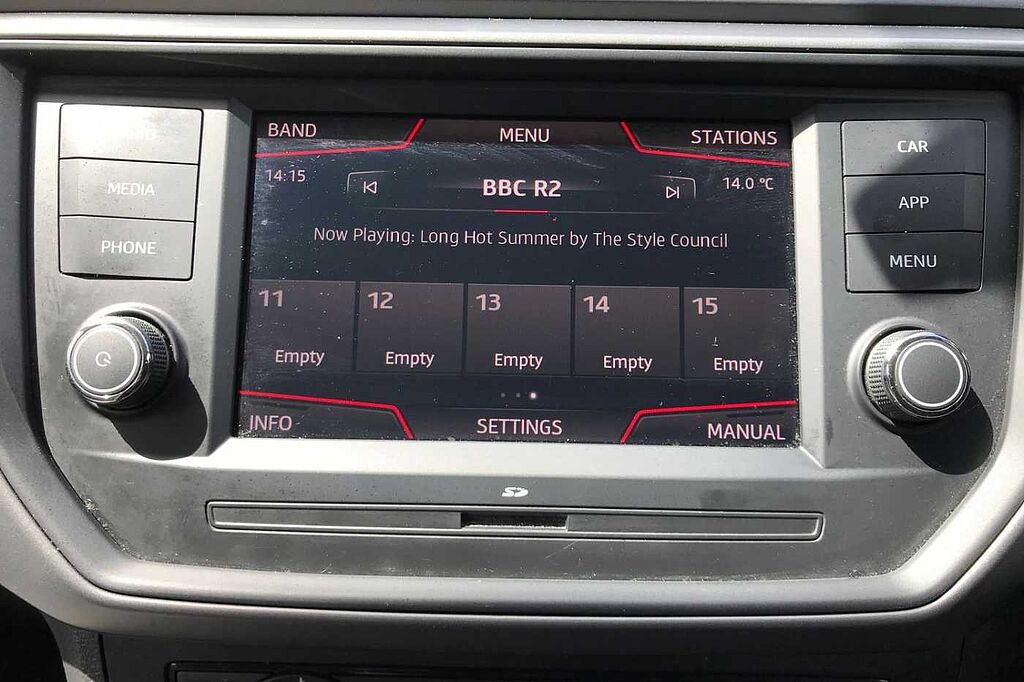 BAND
MENU
STATIONS
14:15
BBC R2
14.0 °C
Now Playing: Long Hot Summer by The Style Council
11
12
13
14
15
Empty
Empty
Empty
Empty
Empty
INFO
SETTINGS
MANUAL
MEDIA
PHONE
CAR
APP
MENU
SD